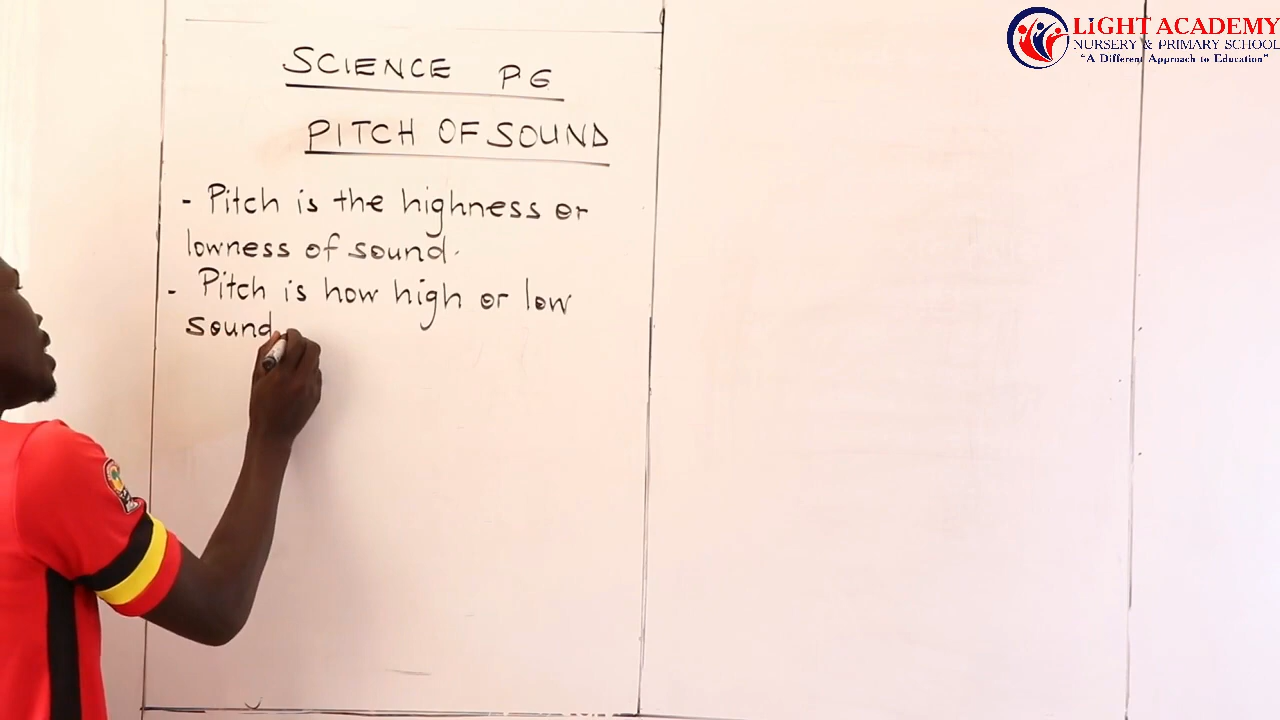 LIGHT ACADEMY
NURSERY & PRIMARY SCHOOL
"A Different Approach to Education"
SCIENCE P6
PITCH OF SOUND
- Pitch is the highness or
lowness of sound.
- Pitch is how high or low
sound